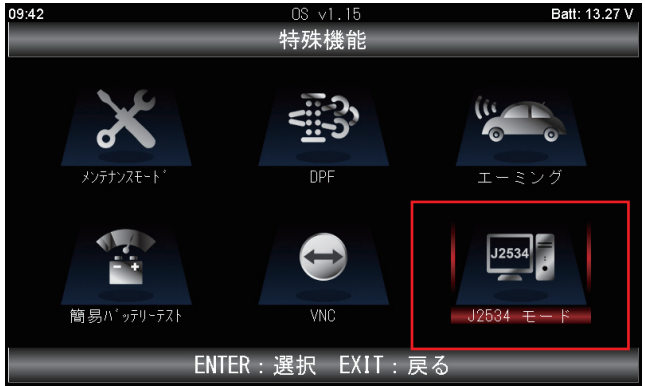 09:42 OS v1.15 Batt: 13.27 V
特殊機能
ﾒﾝﾃﾅﾝｽﾓｰﾄﾞ DPF エーミング
J2534
簡易ﾊﾞｯﾃﾘｰﾃｽﾄ VNC J2534 モード
ENTER：選択 EXIT：戻る